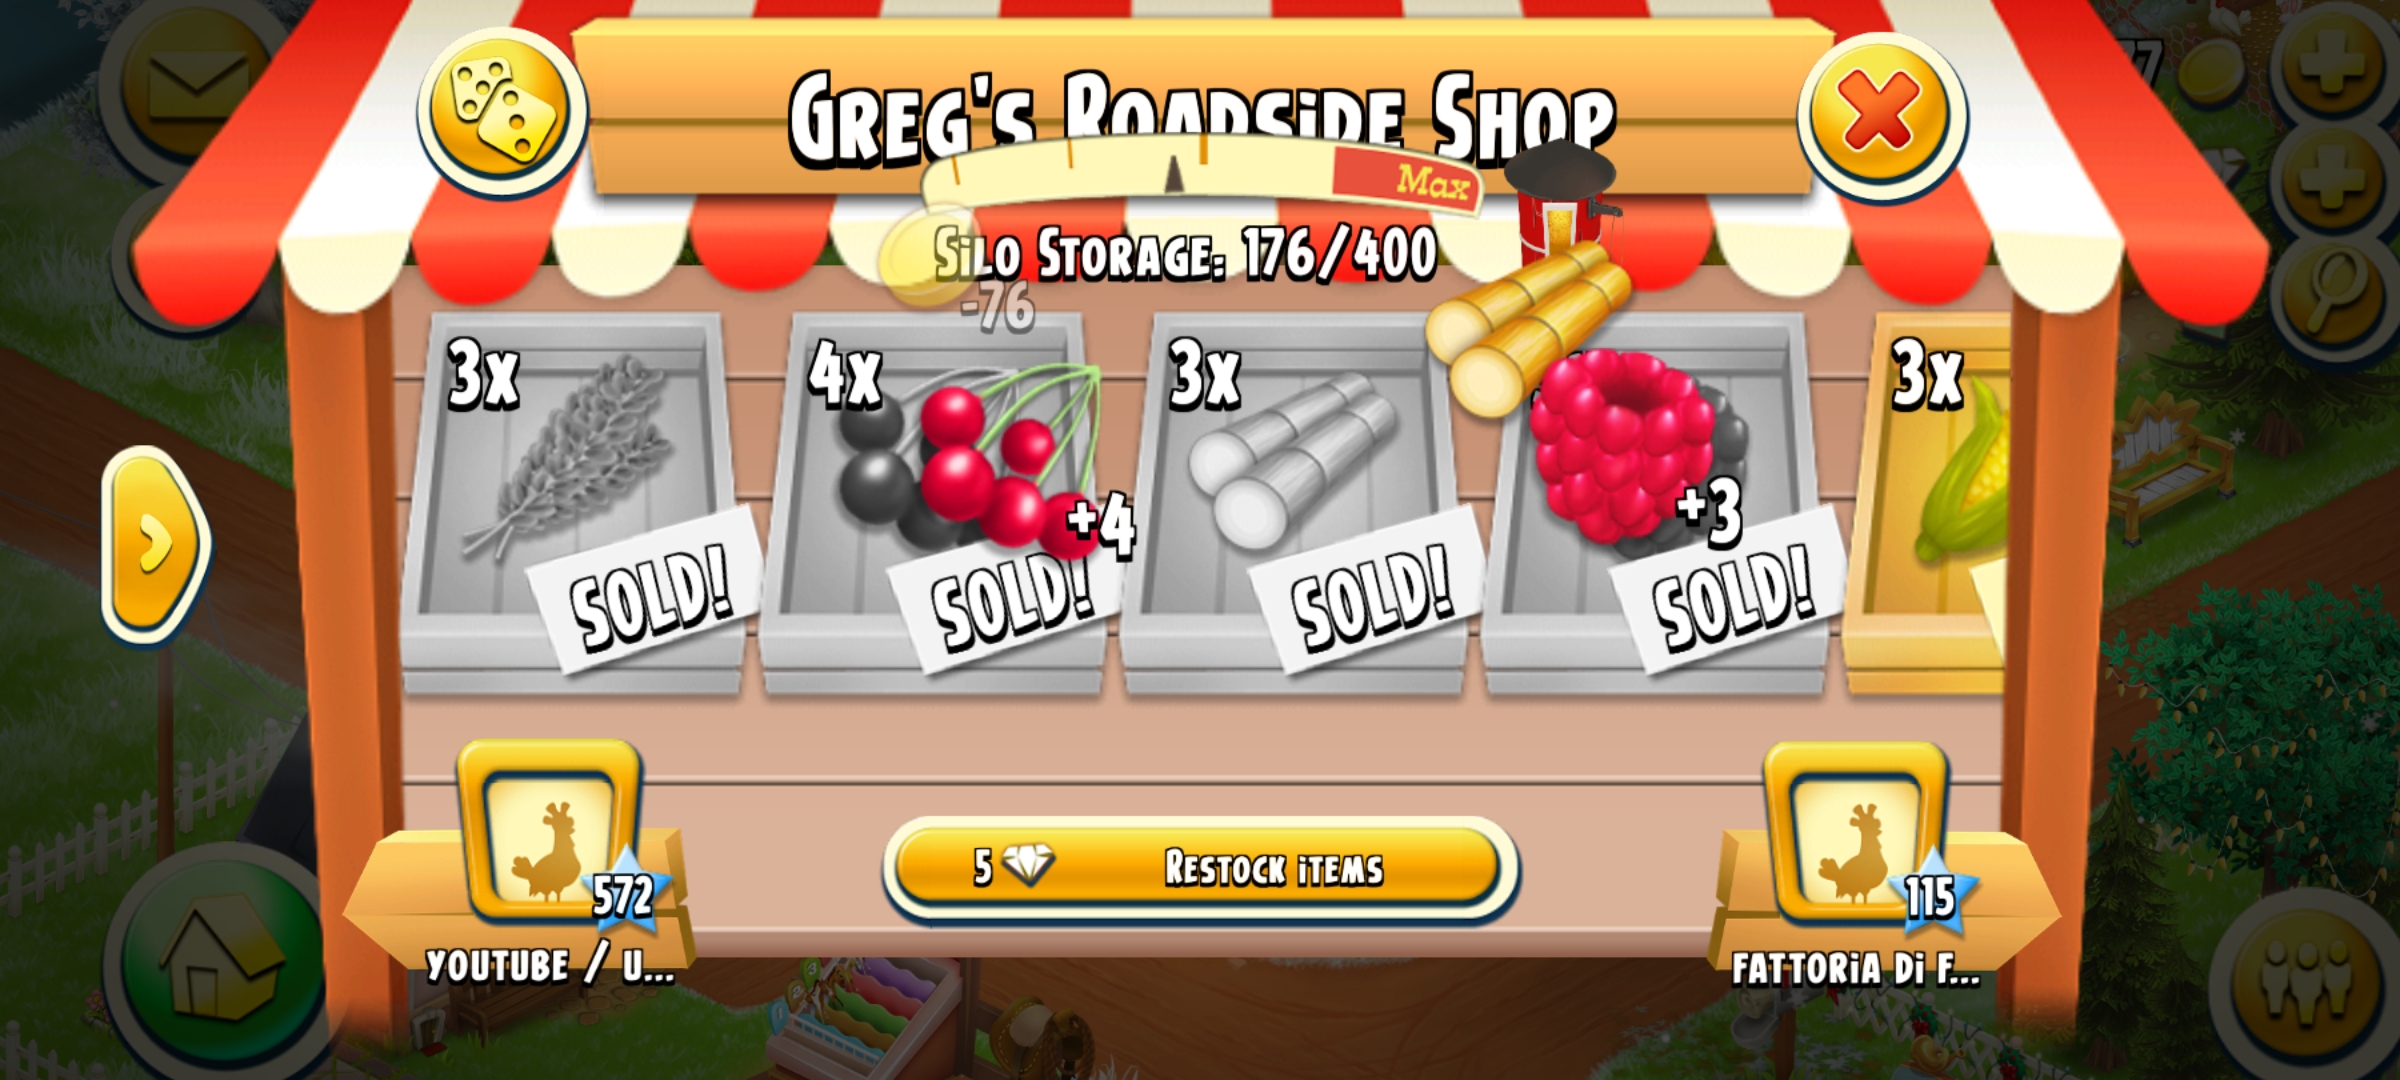 GREG'S ROADSIDE SHOP
Max
SILO STORAGE: 176/400
-76
3x
4x
3x
3x
+4
+3
SOLD!
SOLD!
SOLD!
SOLD!
5
RESTOCK ITEMS
572
115
YOUTUBE / U...
FATTORIA DI F...